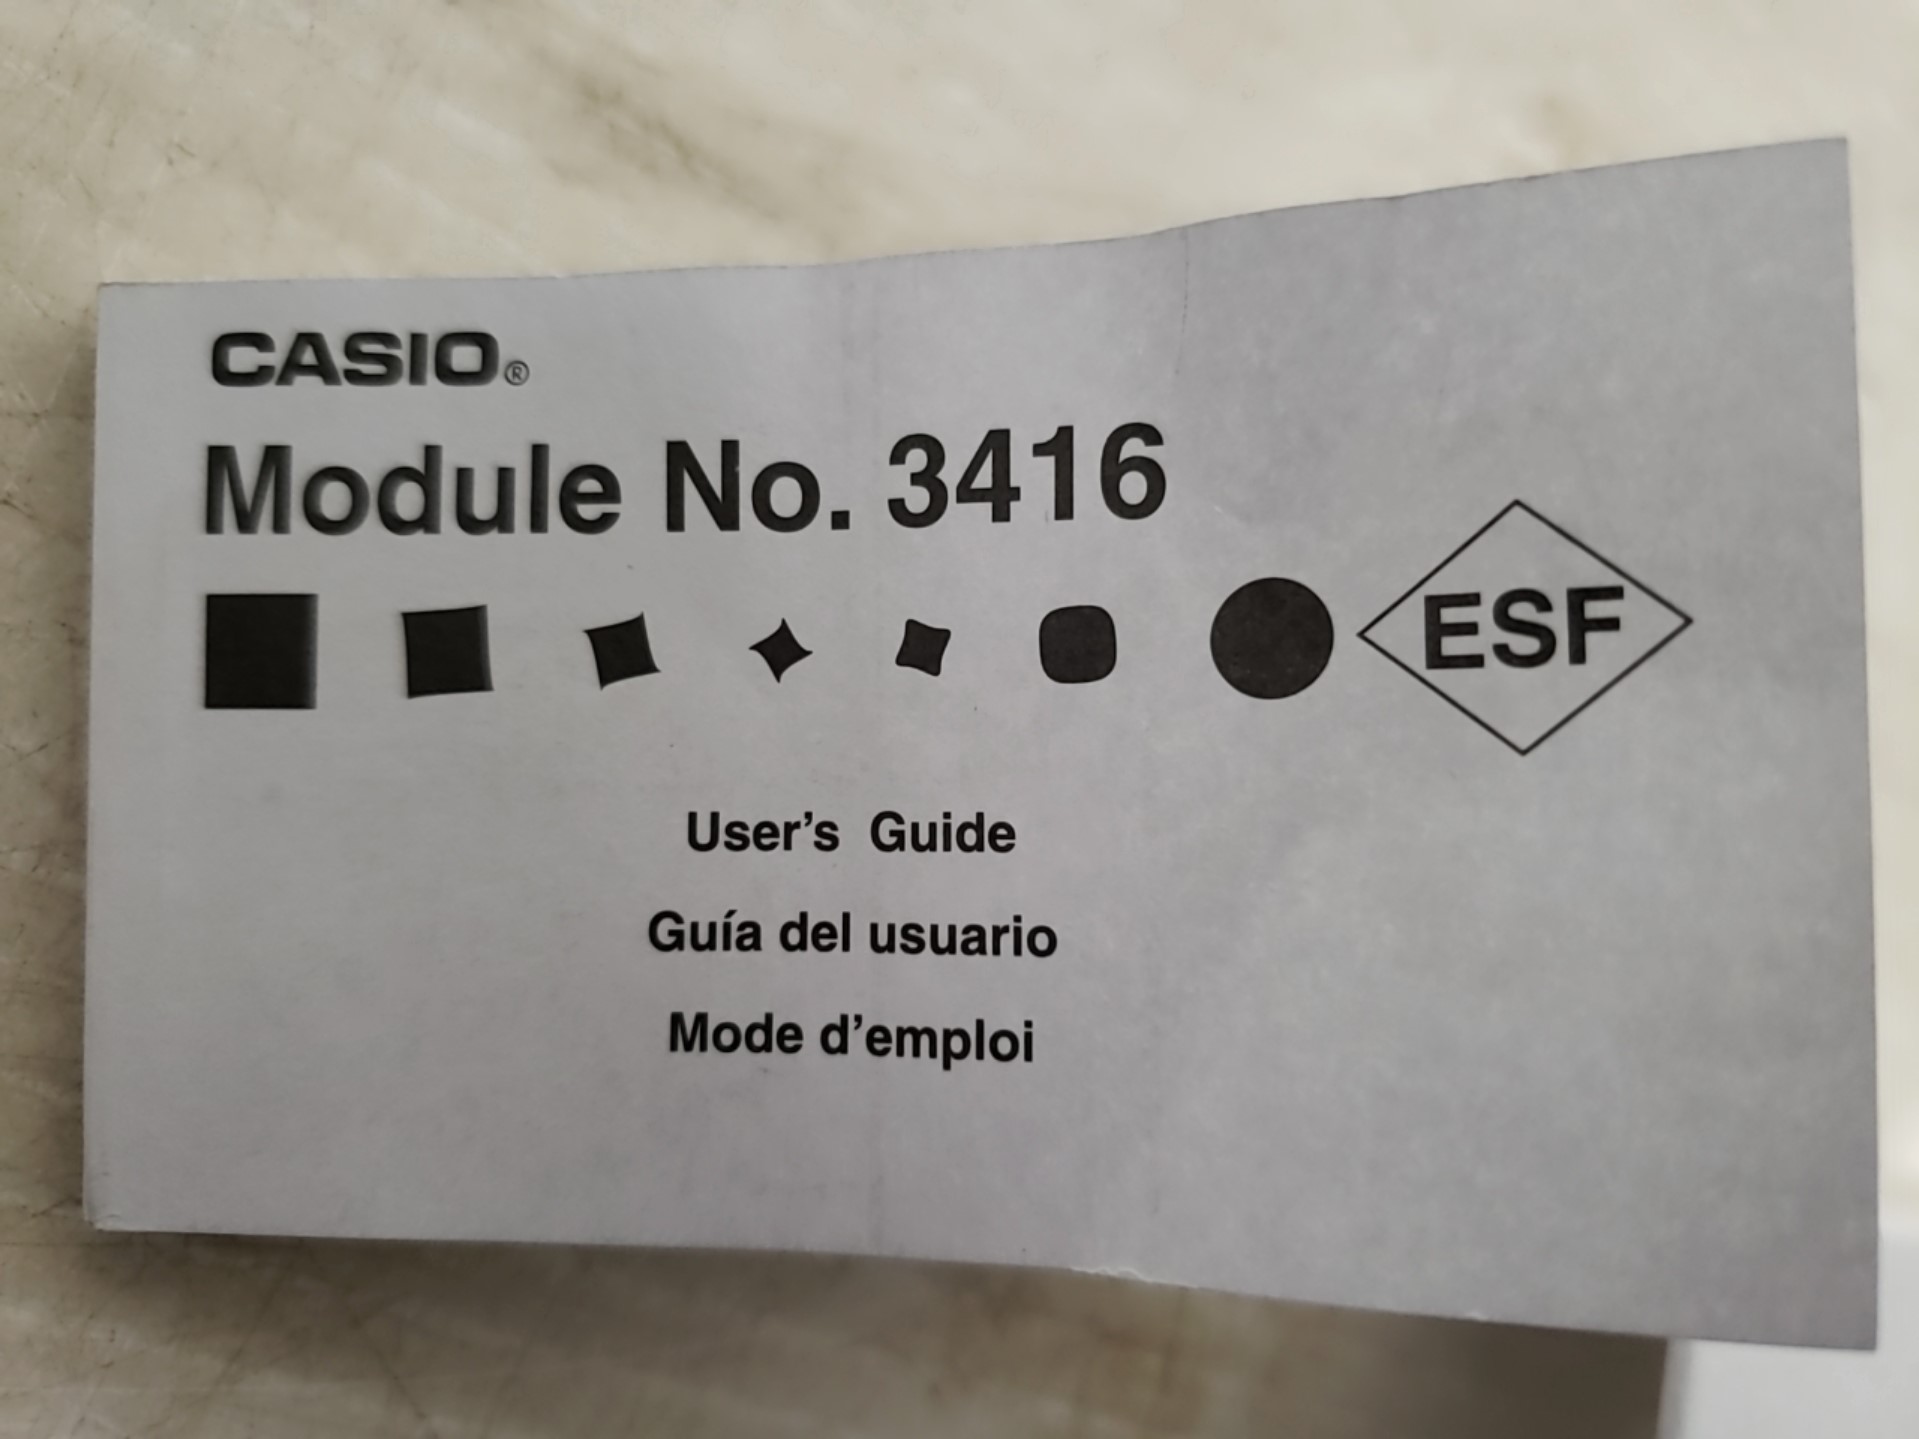 CASIO®
Module No. 3416
ESF
User's Guide
Guía del usuario
Mode d'emploi